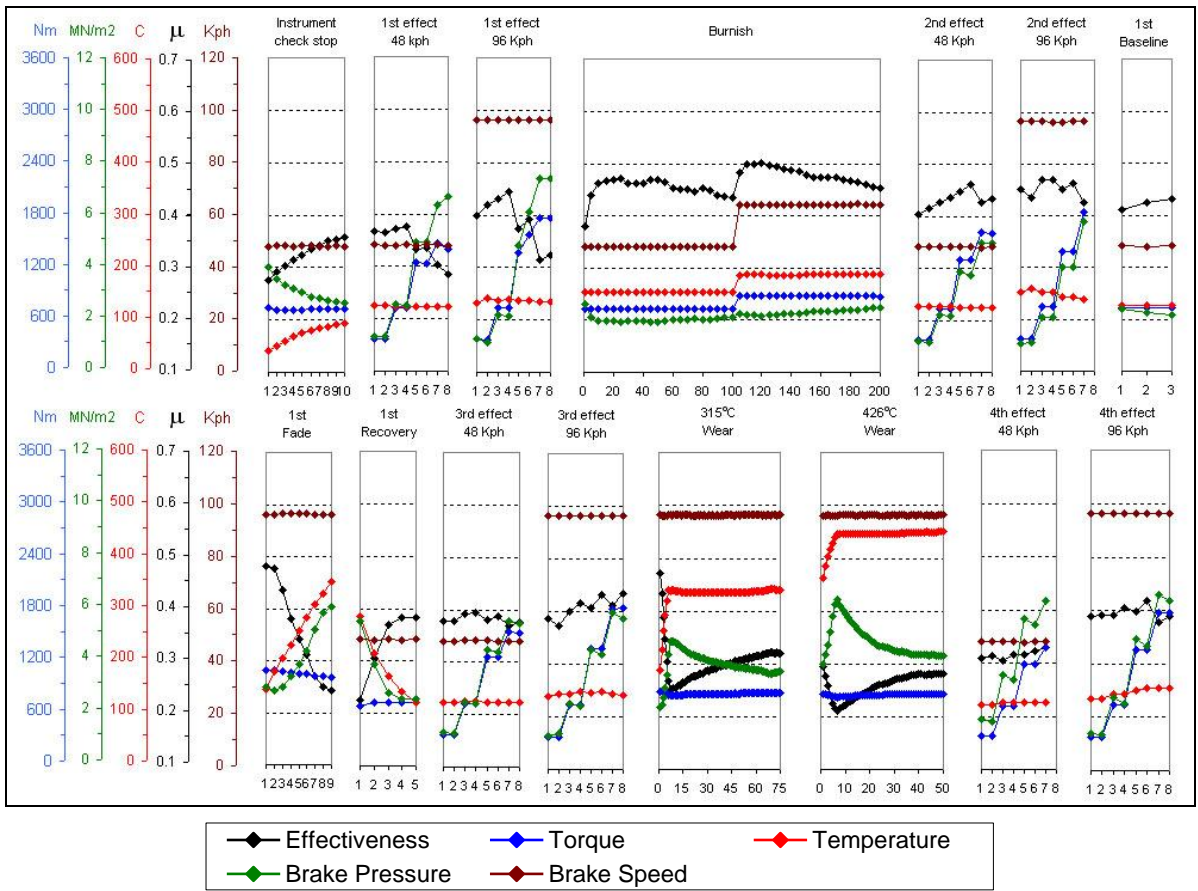 Instrument check stop
1st effect 48 kph
1st effect 96 Kph
Burnish
2nd effect 48 Kph
2nd effect 96 Kph
1st Baseline
Nm MN/m2 C μ Kph
3600 12 600 0.7 120
3000 10 500 0.6 100
2400 8 400 0.5 80
1800 6 300 0.4 60
1200 4 200 0.3 40
600 2 100 0.2 20
0 0 0 0.1 0
1 2 3 4 5 6 7 8 9 10
1 2 3 4 5 6 7 8
1 2 3 4 5 6 7 8
0 20 40 60 80 100 120 140 160 180 200
1 2 3 4 5 6 7 8
1 2 3 4 5 6 7 8
1 2 3
1st Fade
1st Recovery
3rd effect 48 Kph
3rd effect 96 Kph
315°C Wear
426°C Wear
4th effect 48 Kph
4th effect 96 Kph
Nm MN/m2 C μ Kph
3600 12 600 0.7 120
3000 10 500 0.6 100
2400 8 400 0.5 80
1800 6 300 0.4 60
1200 4 200 0.3 40
600 2 100 0.2 20
0 0 0 0.1 0
1 2 3 4 5 6 7 8 9
1 2 3 4 5
1 2 3 4 5 6 7 8
1 2 3 4 5 6 7 8
0 15 30 45 60 75
0 10 20 30 40 50
1 2 3 4 5 6 7 8
1 2 3 4 5 6 7 8
Effectiveness Torque Temperature
Brake Pressure Brake Speed